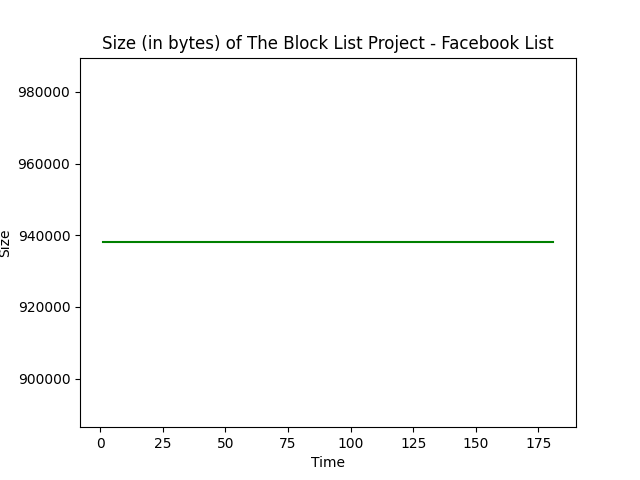 Size (in bytes) of The Block List Project - Facebook List
980000
960000
940000
920000
900000
Size
0 25 50 75 100 125 150 175
Time